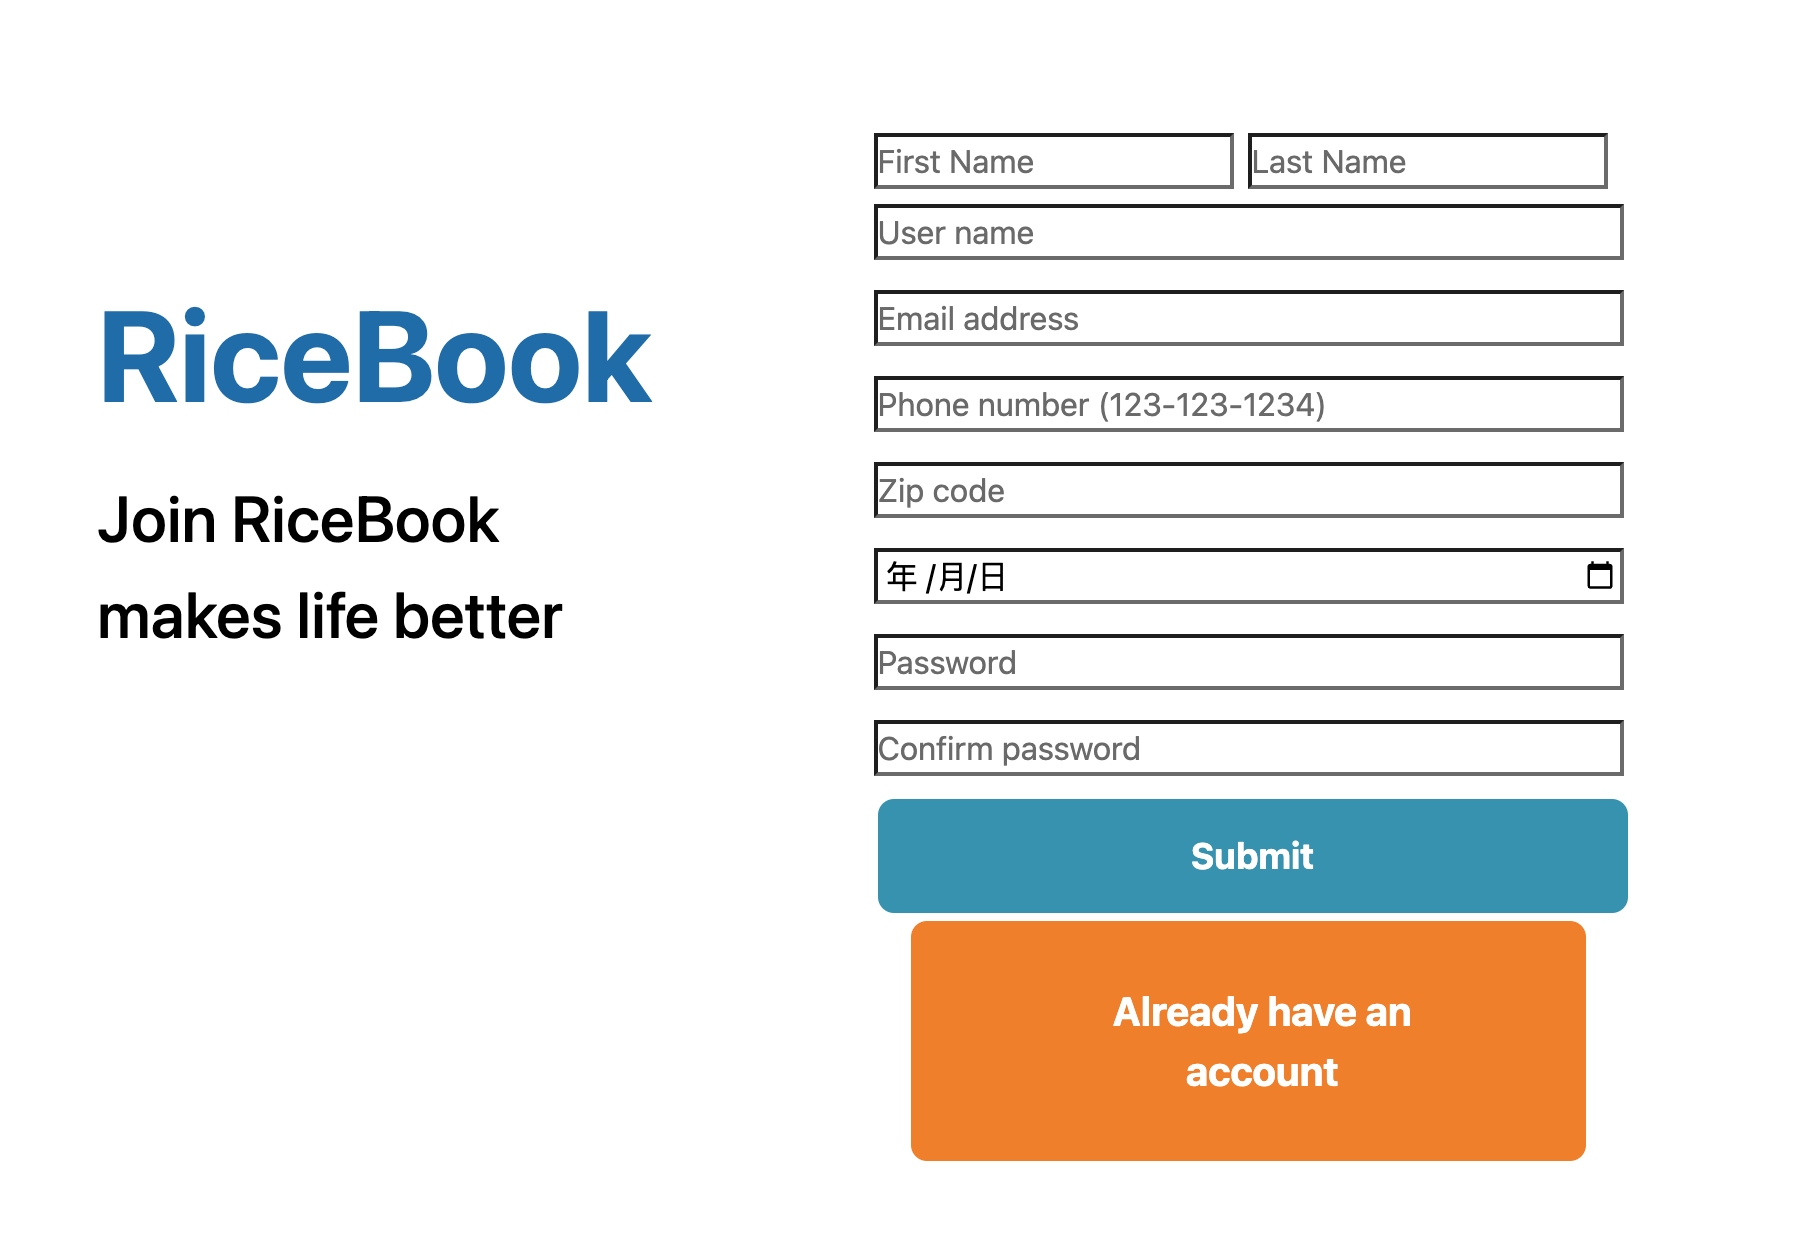 RiceBook
Join RiceBook
makes life better
First Name
Last Name
User name
Email address
Phone number (123-123-1234)
Zip code
年 /月/日
Password
Confirm password
Submit
Already have an
account